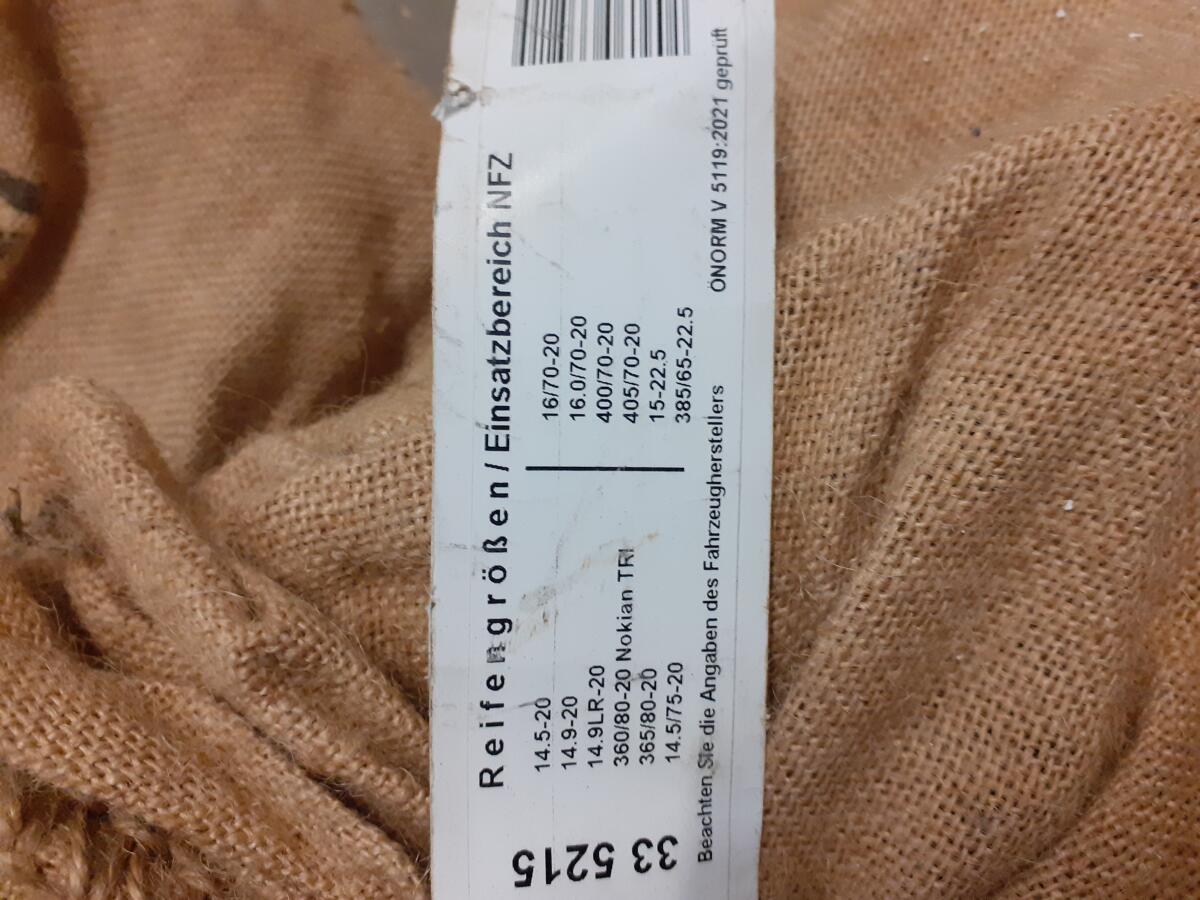 Reifengrößen / Einsatzbereich NFZ
14.5-20
14.9-20
14.9LR-20
360/80-20 Nokian TRI
365/80-20
14.5/75-20
16/70-20
16.0/70-20
400/70-20
405/70-20
15-22.5
385/65-22.5
Beachten Sie die Angaben des Fahrzeugherstellers
ÖNORM V 5119:2021 geprüft
33 5215